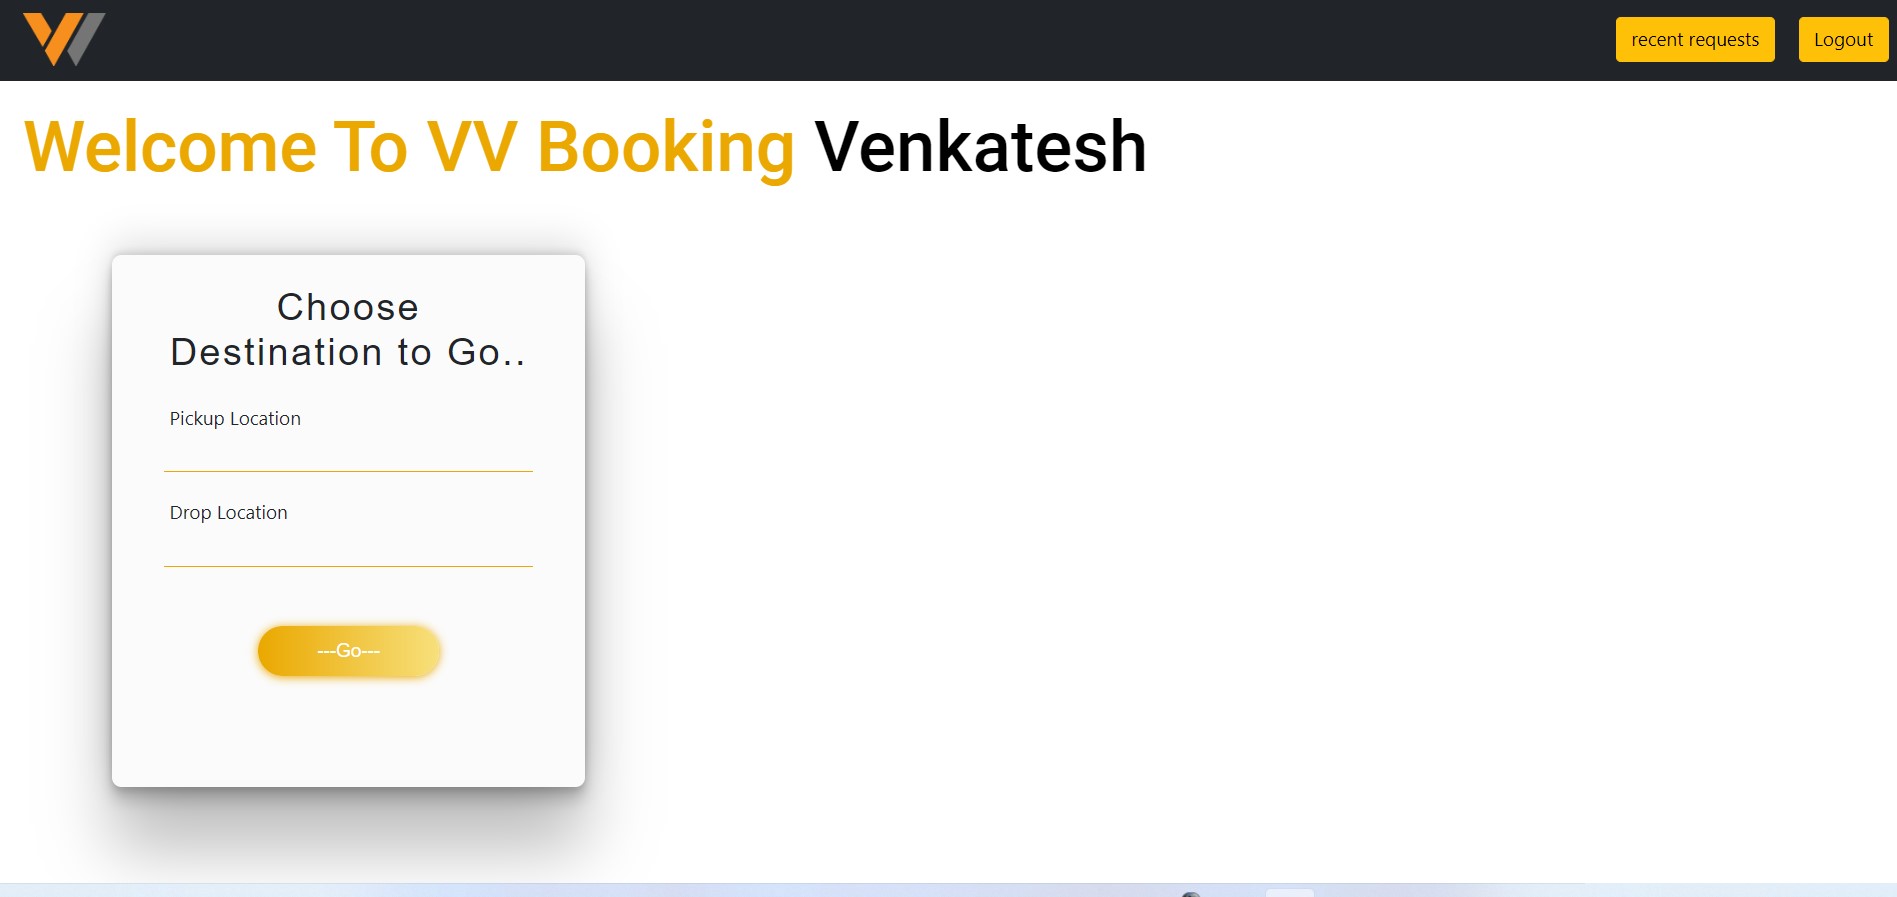 recent requests
Logout
Welcome To VV Booking Venkatesh
Choose
Destination to Go..
Pickup Location
Drop Location
---Go---